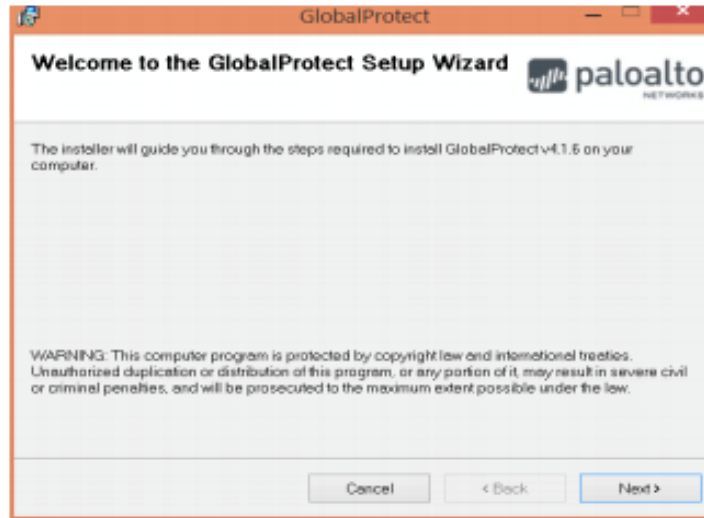 GlobalProtect
Welcome to the GlobalProtect Setup Wizard
paloalto
NETWORKS
The installer will guide you through the steps required to install GlobalProtect v4.1.6 on your
computer.
WARNING: This computer program is protected by copyright law and international treaties.
Unauthorized duplication or distribution of this program, or any portion of it, may result in severe civil
or criminal penalties, and will be prosecuted to the maximum extent possible under the law.
Cancel
< Back
Next >